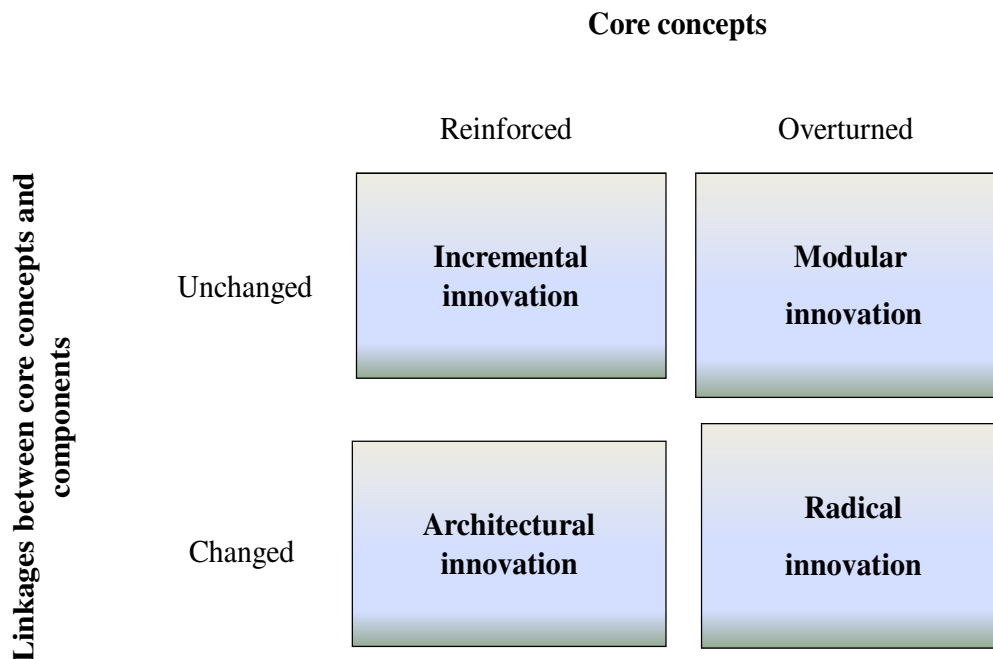 Core concepts
Reinforced
Overturned
Linkages between core concepts and
components
Unchanged
Incremental
innovation
Modular
innovation
Changed
Architectural
innovation
Radical
innovation